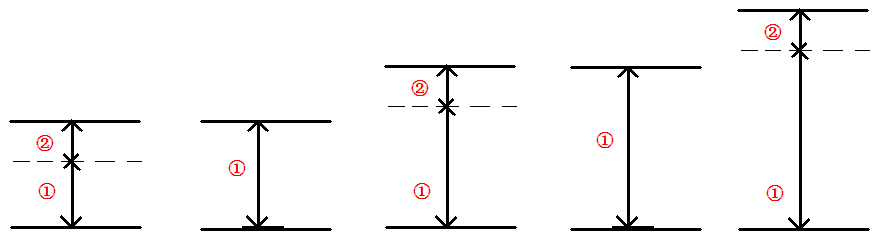 ② ① ② ②
① ① ① ①